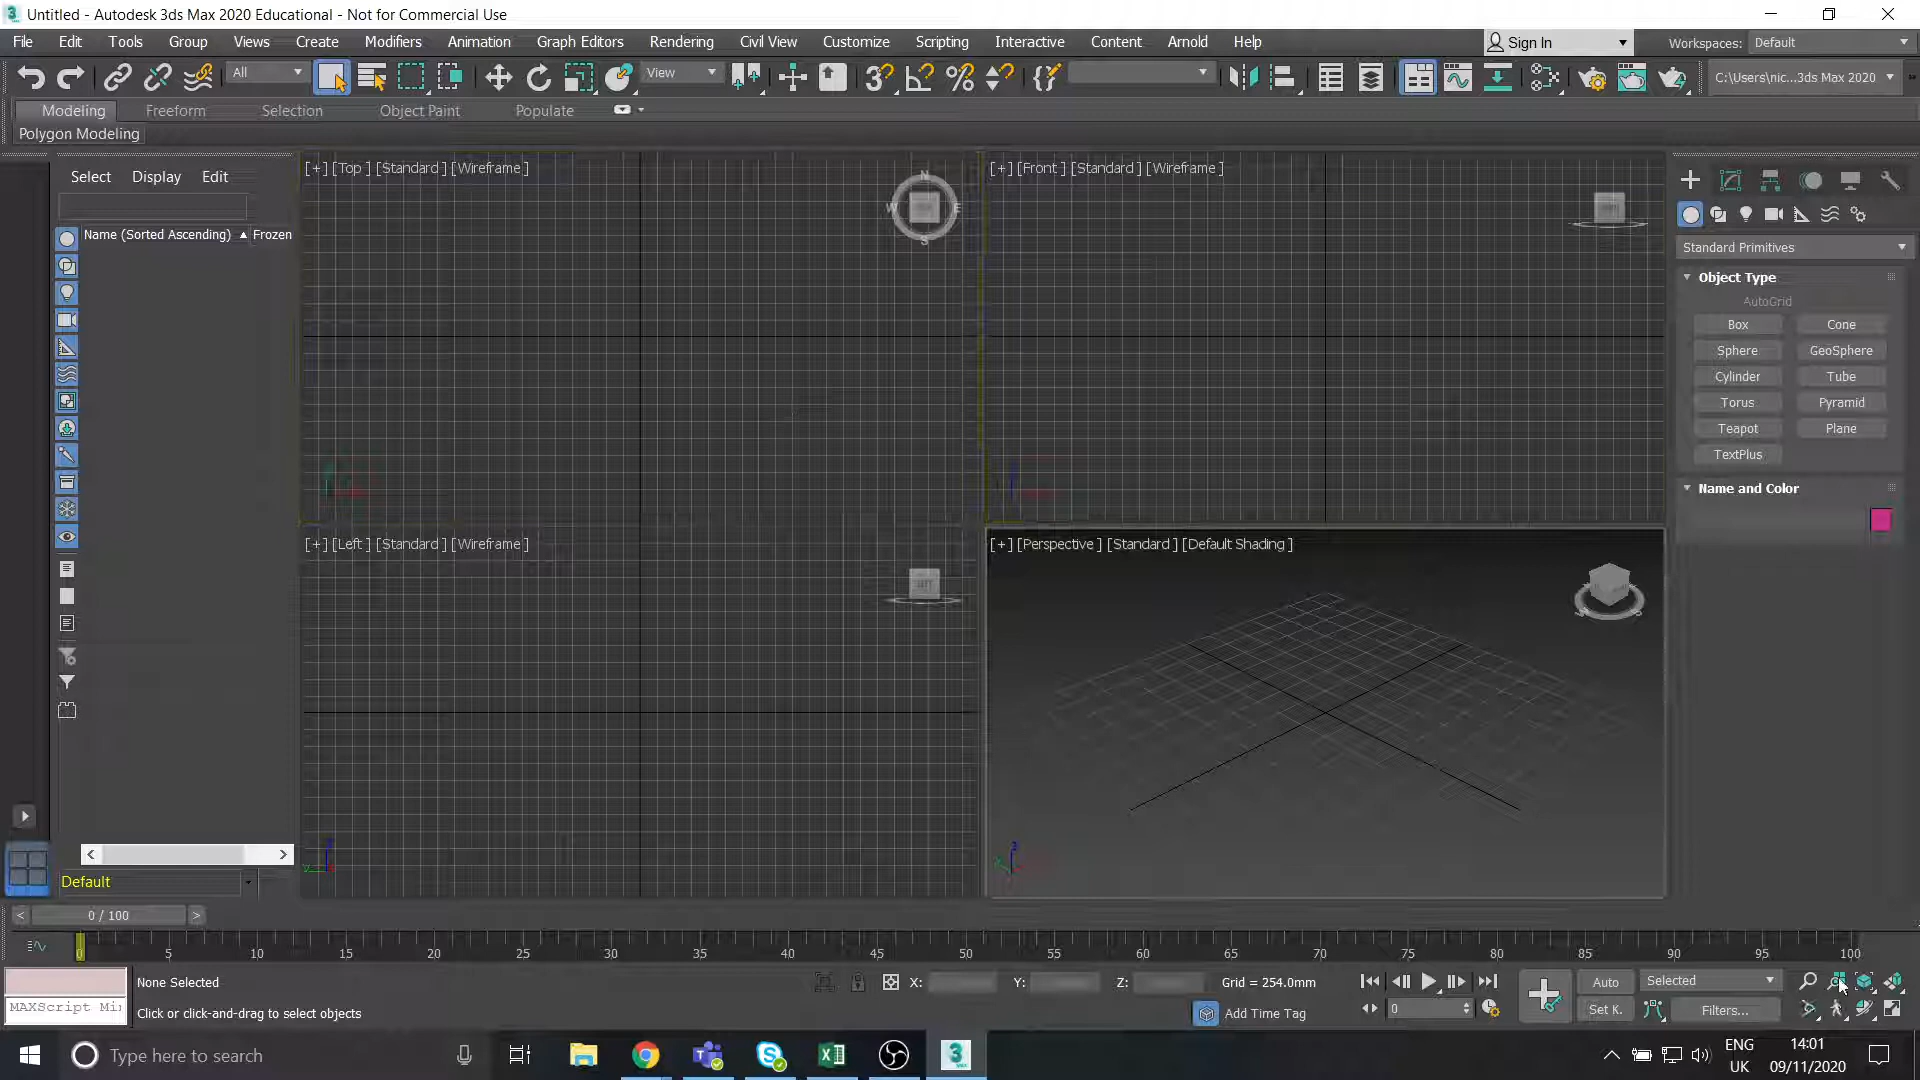 Untitled - Autodesk 3ds Max 2020 Educational - Not for Commercial Use
File Edit Tools Group Views Create Modifiers Animation Graph Editors Rendering Civil View Customize Scripting Interactive Content Arnold Help Sign In Workspaces: Default
All View C:\Users\nic...3ds Max 2020
Modeling Freeform Selection Object Paint Populate
Polygon Modeling
Select Display Edit
Name (Sorted Ascending) Frozen
[+] [Top] [Standard] [Wireframe]
N
W E
S
[+] [Front] [Standard] [Wireframe]
Standard Primitives
Object Type
AutoGrid
Box Cone
Sphere GeoSphere
Cylinder Tube
Torus Pyramid
Teapot Plane
TextPlus
Name and Color
[+] [Left] [Standard] [Wireframe]
[+] [Perspective] [Standard] [Default Shading]
Default
0 / 100
0 5 10 15 20 25 30 35 40 45 50 55 60 65 70 75 80 85 90 95 100
None Selected X: Y: Z: Grid = 254.0mm Auto Selected
MAXScript Mi
Click or click-and-drag to select objects Add Time Tag 0 Set K. Filters...
Type here to search
ENG
UK
14:01
09/11/2020